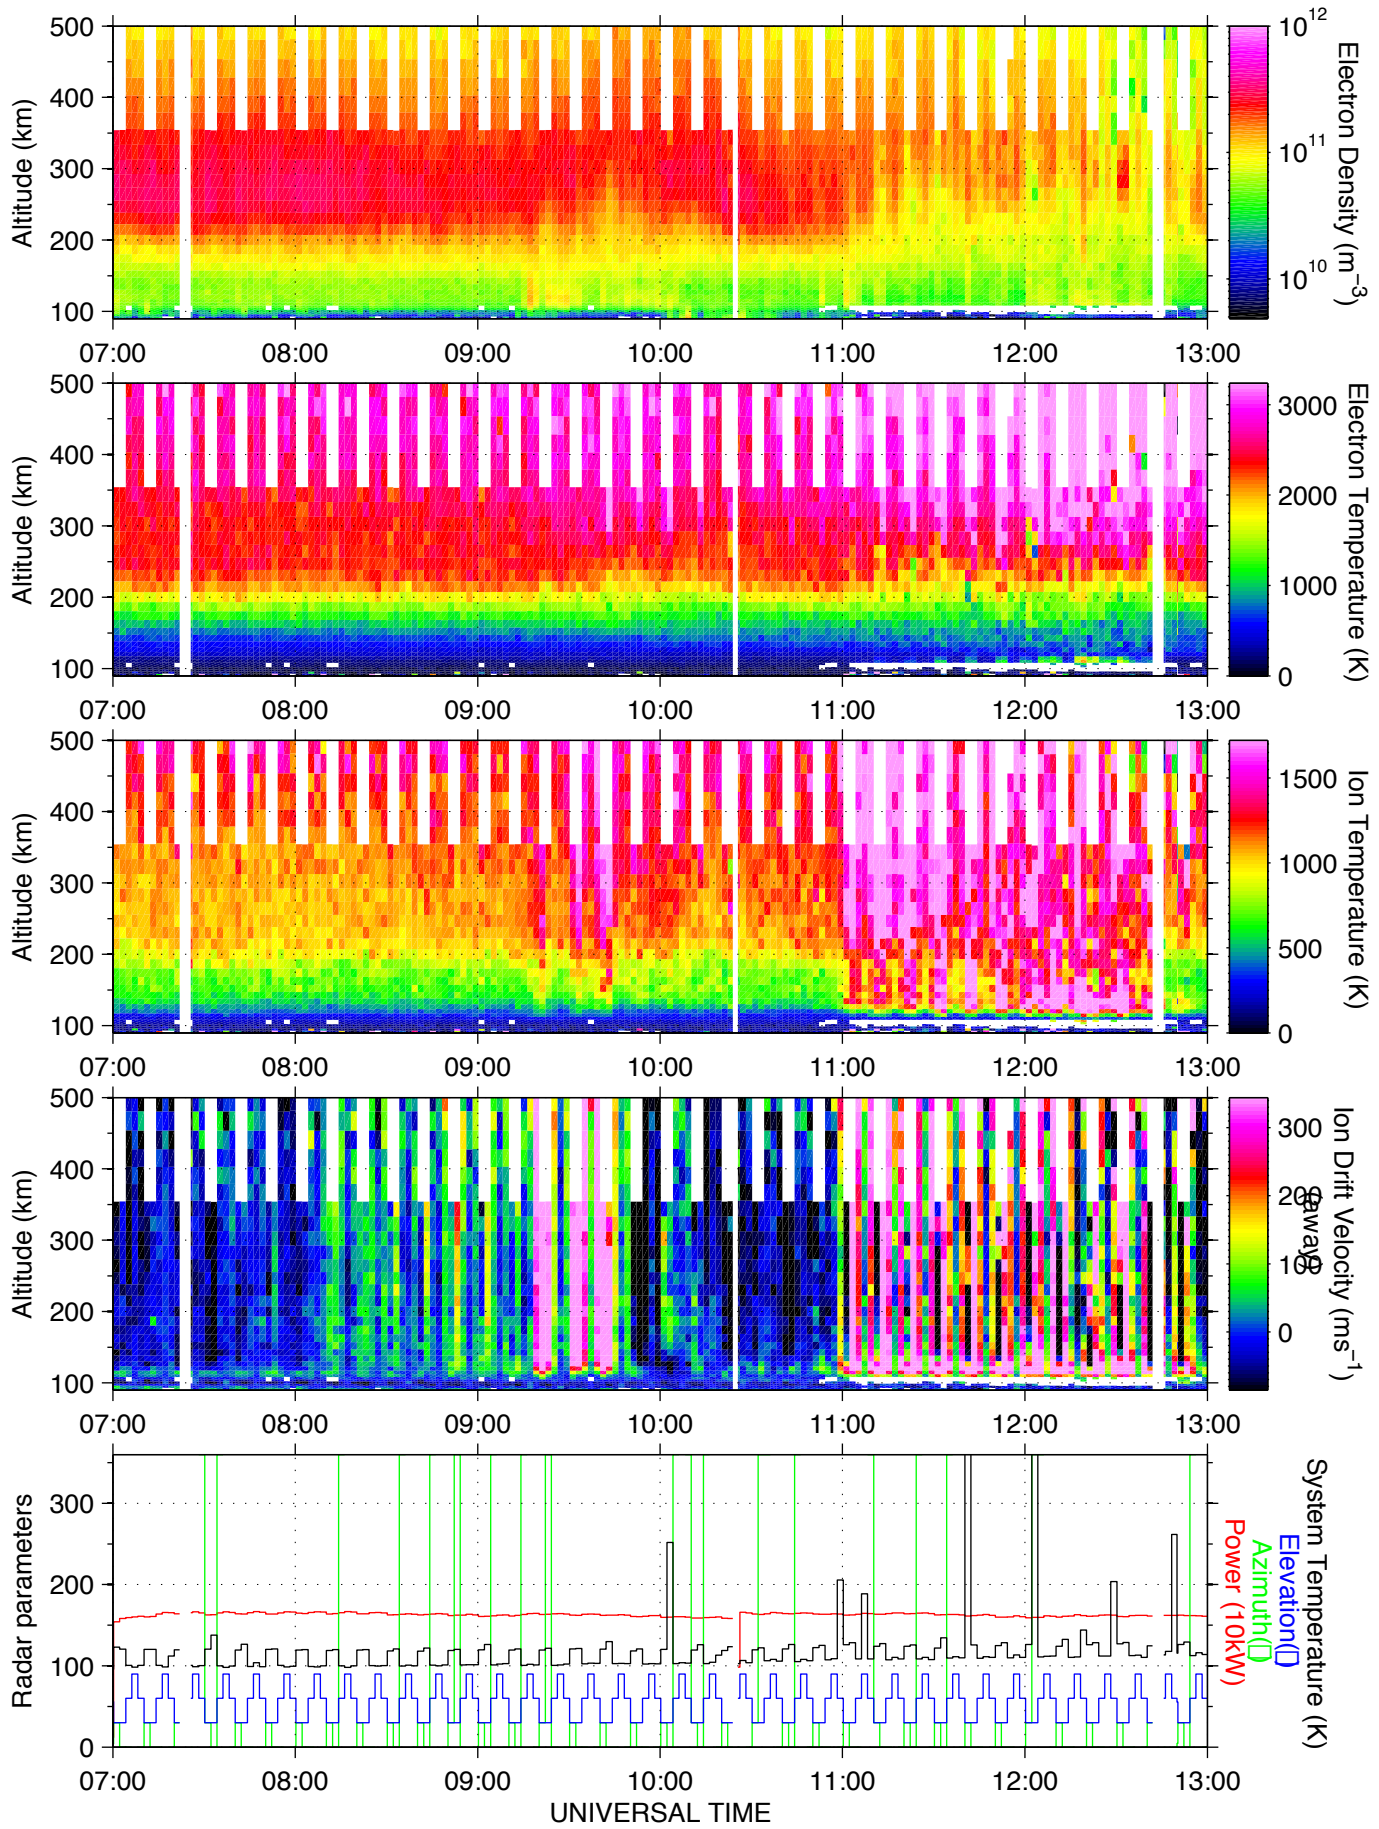 500
400
300
200
100
Altitude (km)
07:00 08:00 09:00 10:00 11:00 12:00 13:00
10^12
10^11
10^10
Electron Density (m^−3)
500
400
300
200
100
Altitude (km)
07:00 08:00 09:00 10:00 11:00 12:00 13:00
3000
2000
1000
0
Electron Temperature (K)
500
400
300
200
100
Altitude (km)
07:00 08:00 09:00 10:00 11:00 12:00 13:00
1500
1000
500
0
Ion Temperature (K)
500
400
300
200
100
Altitude (km)
07:00 08:00 09:00 10:00 11:00 12:00 13:00
300
200
100
0
Ion Drift Velocity (ms^−1)
(away)
300
200
100
0
Radar parameters
07:00 08:00 09:00 10:00 11:00 12:00 13:00
UNIVERSAL TIME
System Temperature (K)
Elevation(▯)
Azimuth(▯)
Power (10kW)